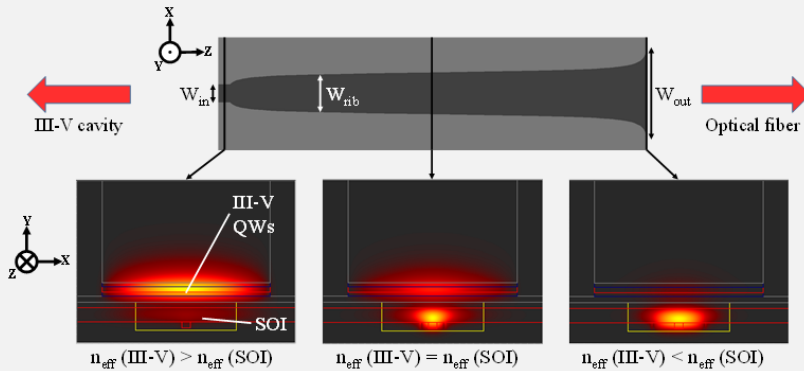 X
Y
Z
W_in
W_rib
W_out
III-V cavity
Optical fiber
III-V
QWs
SOI
Y
Z
X
n_eff (III-V) > n_eff (SOI)
n_eff (III-V) = n_eff (SOI)
n_eff (III-V) < n_eff (SOI)